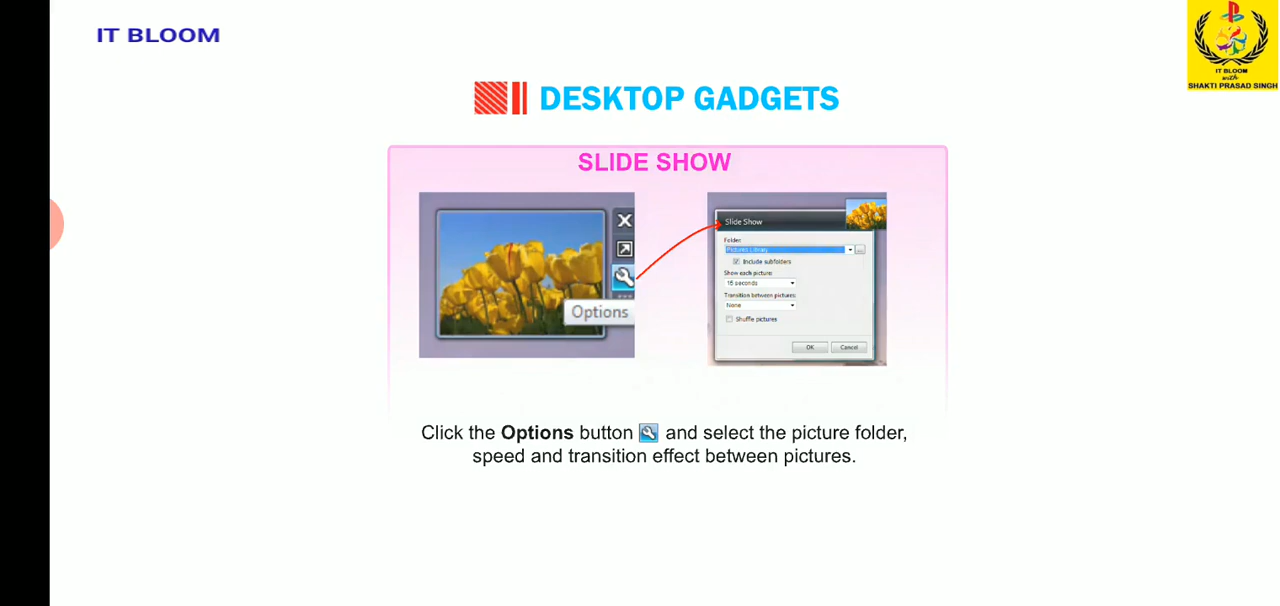 IT BLOOM
IT BLOOM
with
SHAKTI PRASAD SINGH
DESKTOP GADGETS
SLIDE SHOW
Options
Slide Show
Folder:
Pictures Library
Include subfolders
Show each picture:
15 seconds
Transition between pictures:
None
Shuffle pictures
OK Cancel
Click the Options button and select the picture folder,
speed and transition effect between pictures.